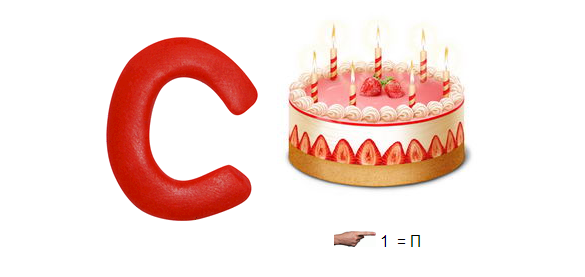 С
1 = П